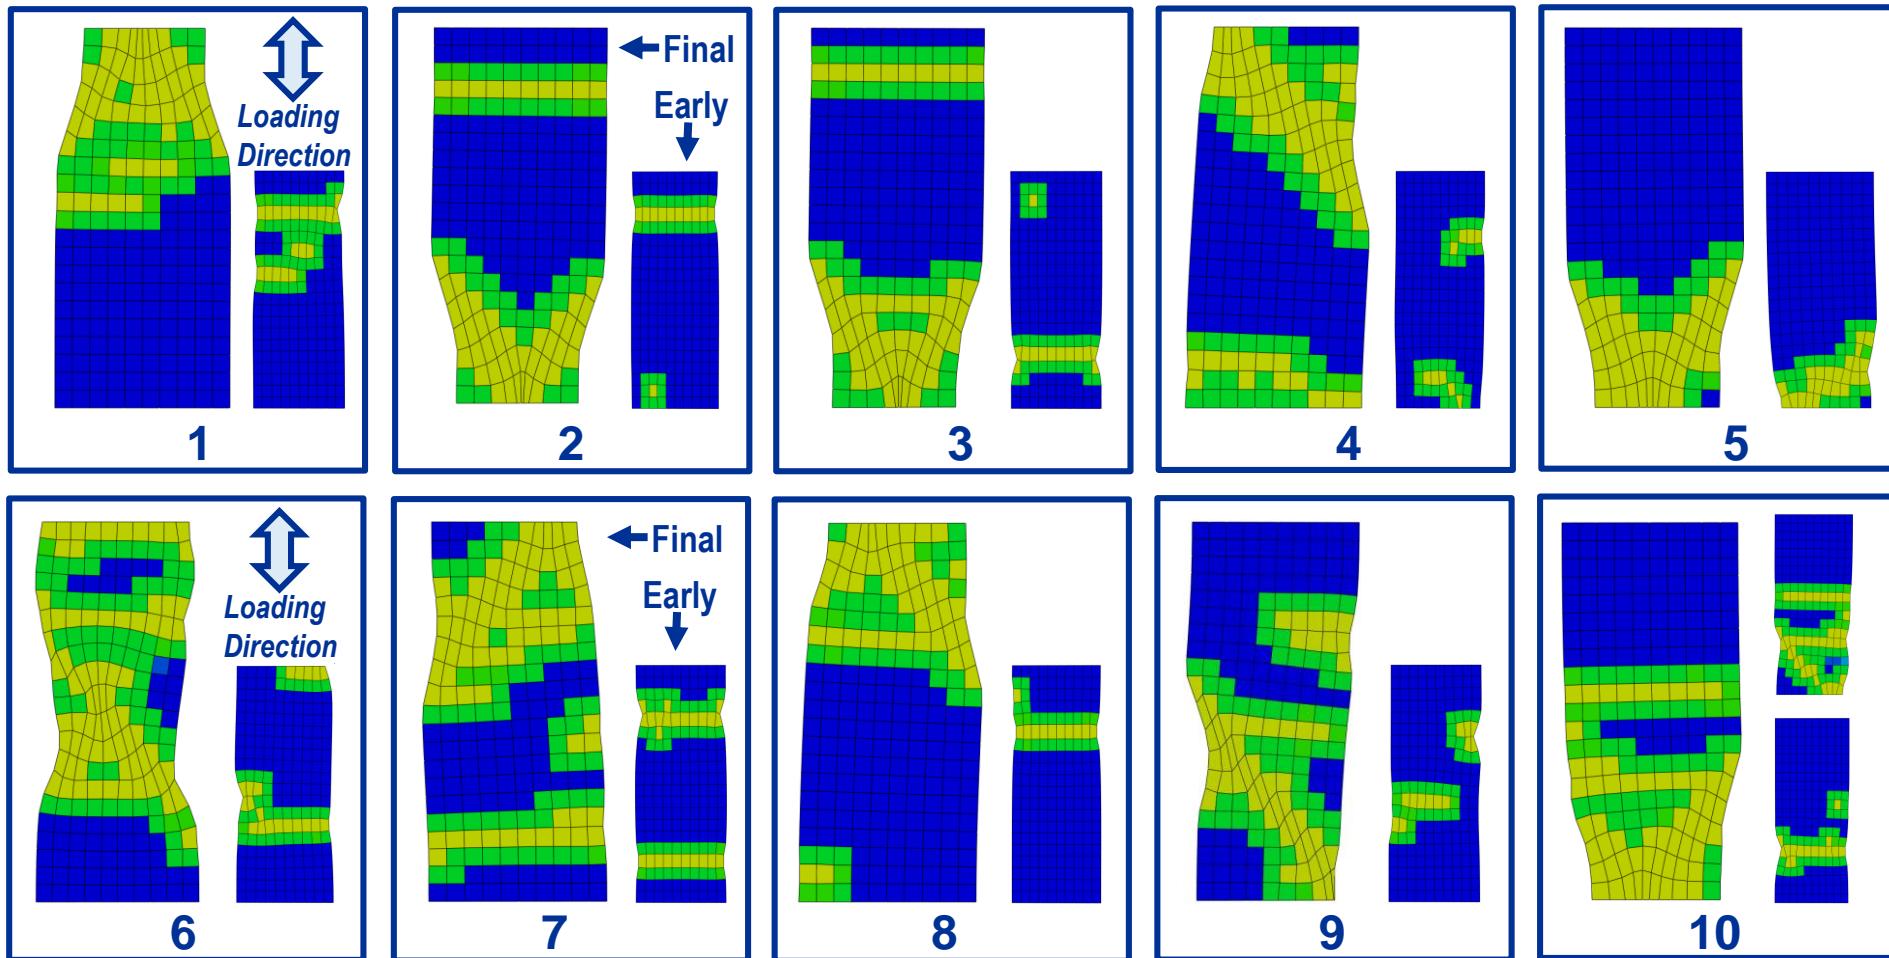 Loading
Direction
1
Final
Early
2
3
4
5
Loading
Direction
6
Final
Early
7
8
9
10